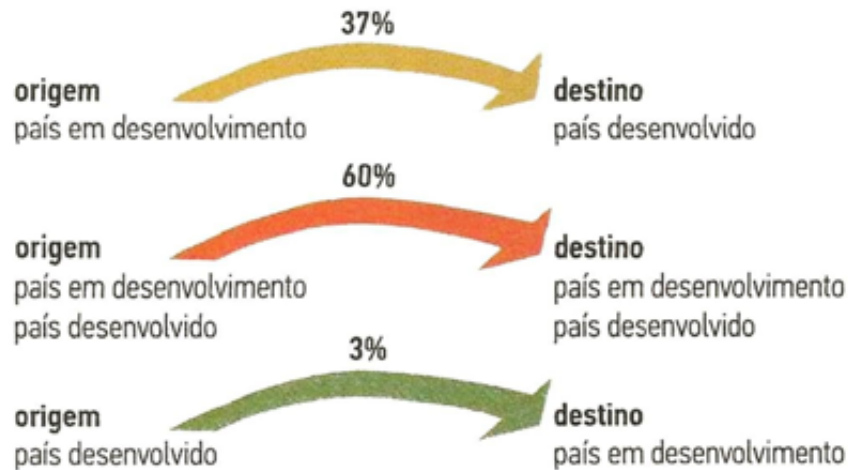 37%
origem
país em desenvolvimento
destino
país desenvolvido
60%
origem
país em desenvolvimento
país desenvolvido
destino
país em desenvolvimento
país desenvolvido
3%
origem
país desenvolvido
destino
país em desenvolvimento